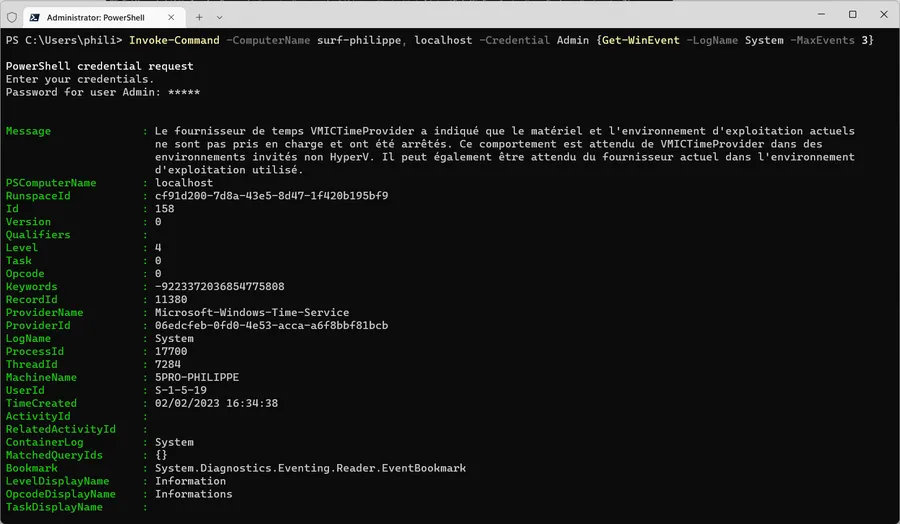 Administrator: PowerShell
PS C:\Users\phili> Invoke-Command -ComputerName surf-philippe, localhost -Credential Admin {Get-WinEvent -LogName System -MaxEvents 3}
PowerShell credential request
Enter your credentials.
Password for user Admin: *****
Message : Le fournisseur de temps VMICTimeProvider a indiqué que le matériel et l'environnement d'exploitation actuels
ne sont pas pris en charge et ont été arrêtés. Ce comportement est attendu de VMICTimeProvider dans des
environnements invités non HyperV. Il peut également être attendu du fournisseur actuel dans l'environnement
d'exploitation utilisé.
PSComputerName : localhost
RunspaceId : cf91d200-7d8a-43e5-8d47-1f420b195bf9
Id : 158
Version : 0
Qualifiers :
Level : 4
Task : 0
Opcode : 0
Keywords : -9223372036854775808
RecordId : 11380
ProviderName : Microsoft-Windows-Time-Service
ProviderId : 06edcfeb-0fd0-4e53-acca-a6f8bbf81bcb
LogName : System
ProcessId : 17700
ThreadId : 7284
MachineName : 5PRO-PHILIPPE
UserId : S-1-5-19
TimeCreated : 02/02/2023 16:34:38
ActivityId :
RelatedActivityId :
ContainerLog : System
MatchedQueryIds : {}
Bookmark : System.Diagnostics.Eventing.Reader.EventBookmark
LevelDisplayName : Information
OpcodeDisplayName : Informations
TaskDisplayName :